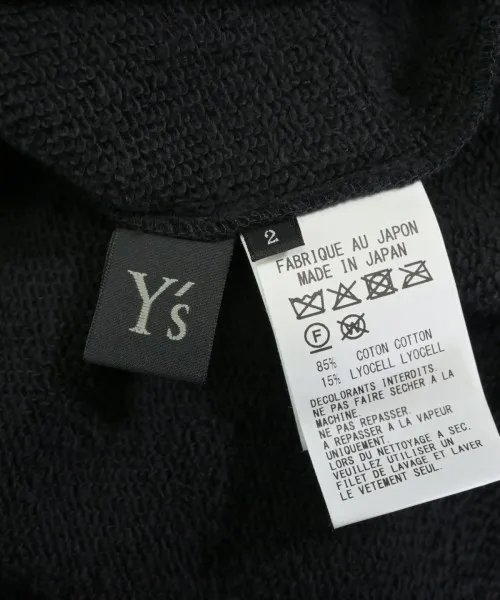 Y's
2
FABRIQUE AU JAPON
MADE IN JAPAN
F
W
85% COTON COTTON
15% LYOCELL LYOCELL
DECOLORANTS INTERDITS.
NE PAS FAIRE SECHER A LA
MACHINE.
NE PAS REPASSER.
A REPASSER A LA VAPEUR
UNIQUEMENT.
LORS DU NETTOYAGE A SEC.
VEUILLEZ UTILISER UN
FILET DE LAVAGE ET LAVER
LE VETEMENT SEUL.